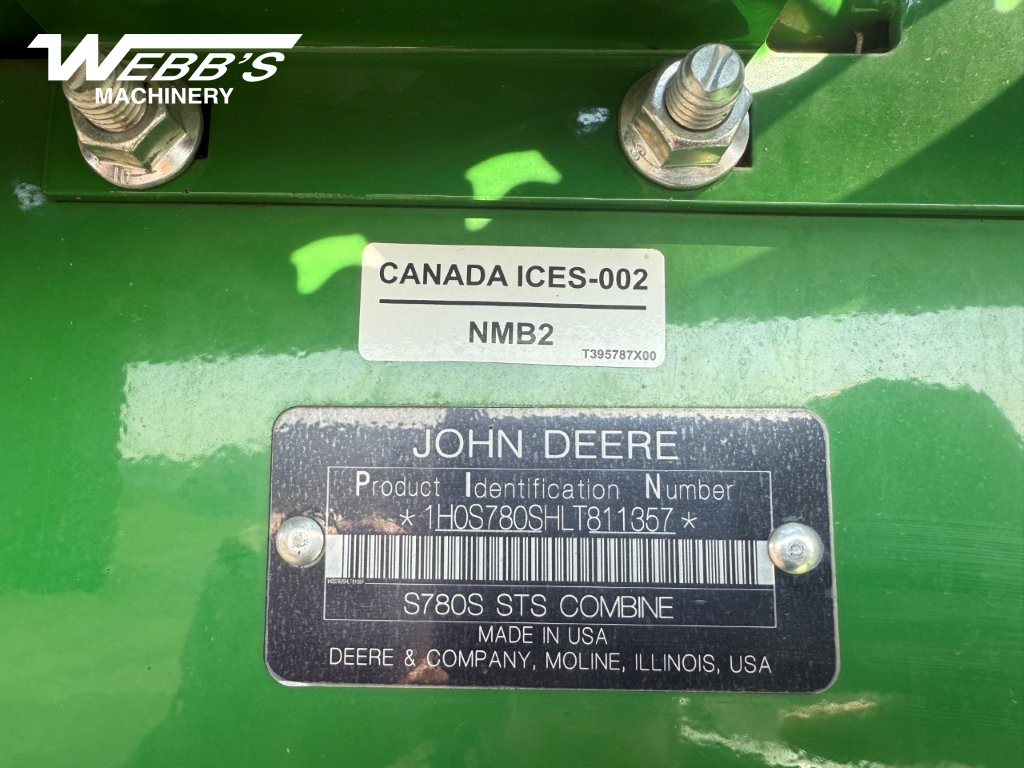 WEBB'S
MACHINERY
10
CANADA ICES-002
NMB2
T395787X00
JOHN DEERE
Product Identification Number
*1H0S780SHLT811357*
S780S STS COMBINE
MADE IN USA
DEERE & COMPANY, MOLINE, ILLINOIS, USA